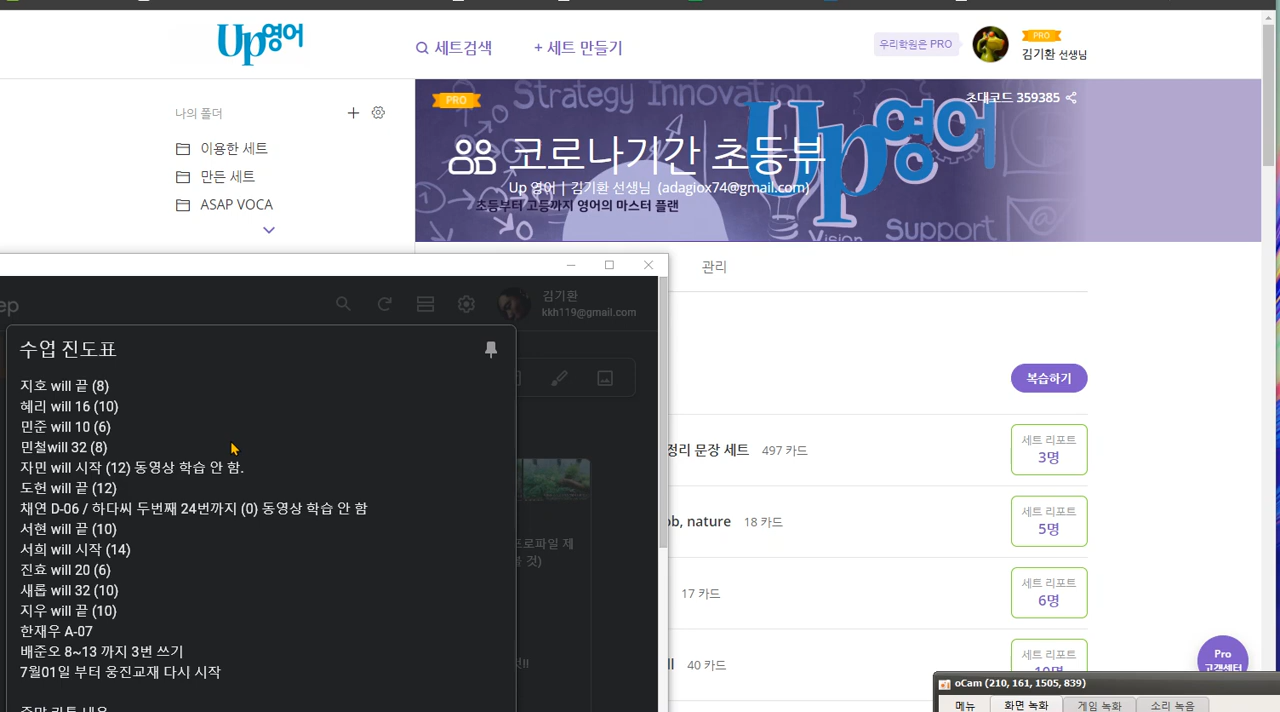 Up영어
세트검색
+ 세트 만들기
우리학원은 PRO
PRO
김기환 선생님
나의 폴더
이용한 세트
만든 세트
ASAP VOCA
PRO
Strategy Innovation
초대코드 359385
코로나기간 초등뷰
Up영어
Up 영어 | 김기환 선생님 (adagiox74@gmail.com)
초등부터 고등까지 영어의 마스터 플랜
Vision
Support
관리
김기환
kkh119@gmail.com
수업 진도표
지호 will 끝 (8)
혜리 will 16 (10)
민준 will 10 (6)
민철will 32 (8)
자민 will 시작 (12) 동영상 학습 안 함.
도헌 will 끝 (12)
채연 D-06 / 하다씨 두번째 24번까지 (0) 동영상 학습 안 함
서현 will 끝 (10)
서희 will 시작 (14)
진효 will 20 (6)
새롭 will 32 (10)
지우 will 끝 (10)
한재우 A-07
배준오 8~13 까지 3번 쓰기
7월01일 부터 웅진교재 다시 시작
복습하기
정리 문장 세트 497 카드
세트 리포트
3명
ob, nature 18 카드
세트 리포트
5명
17 카드
세트 리포트
6명
40 카드
세트 리포트
Pro
고객센터
oCam (210, 161, 1505, 839)
메뉴
화면 녹화
게임 녹화
소리 녹음